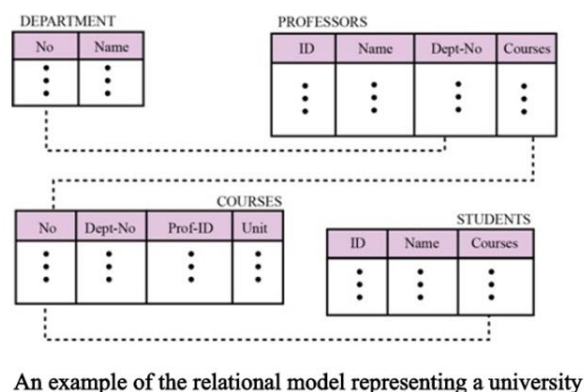 DEPARTMENT
No Name
PROFESSORS
ID Name Dept-No Courses
COURSES
No Dept-No Prof-ID Unit
STUDENTS
ID Name Courses
An example of the relational model representing a university